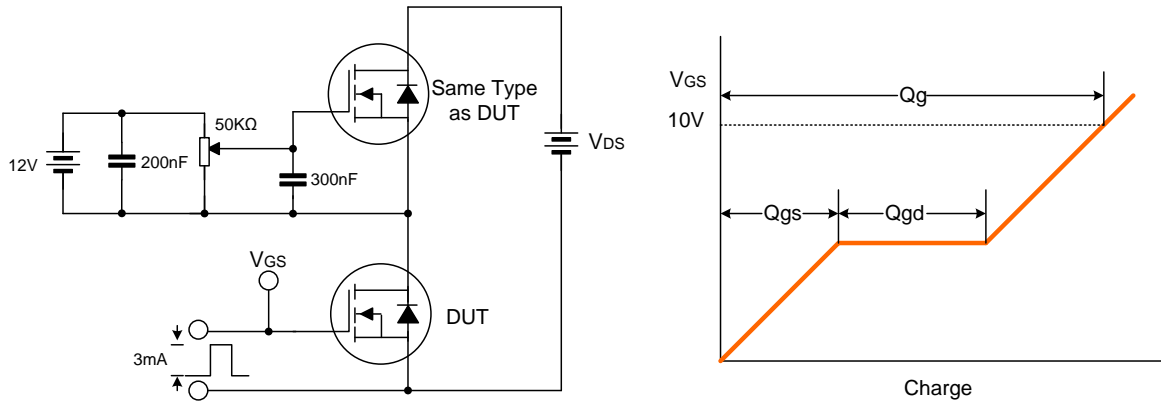 Same Type
as DUT
50KΩ
12V
200nF
300nF
VDS
VGS
DUT
3mA
VGS
Qg
10V
Qgs
Qgd
Charge